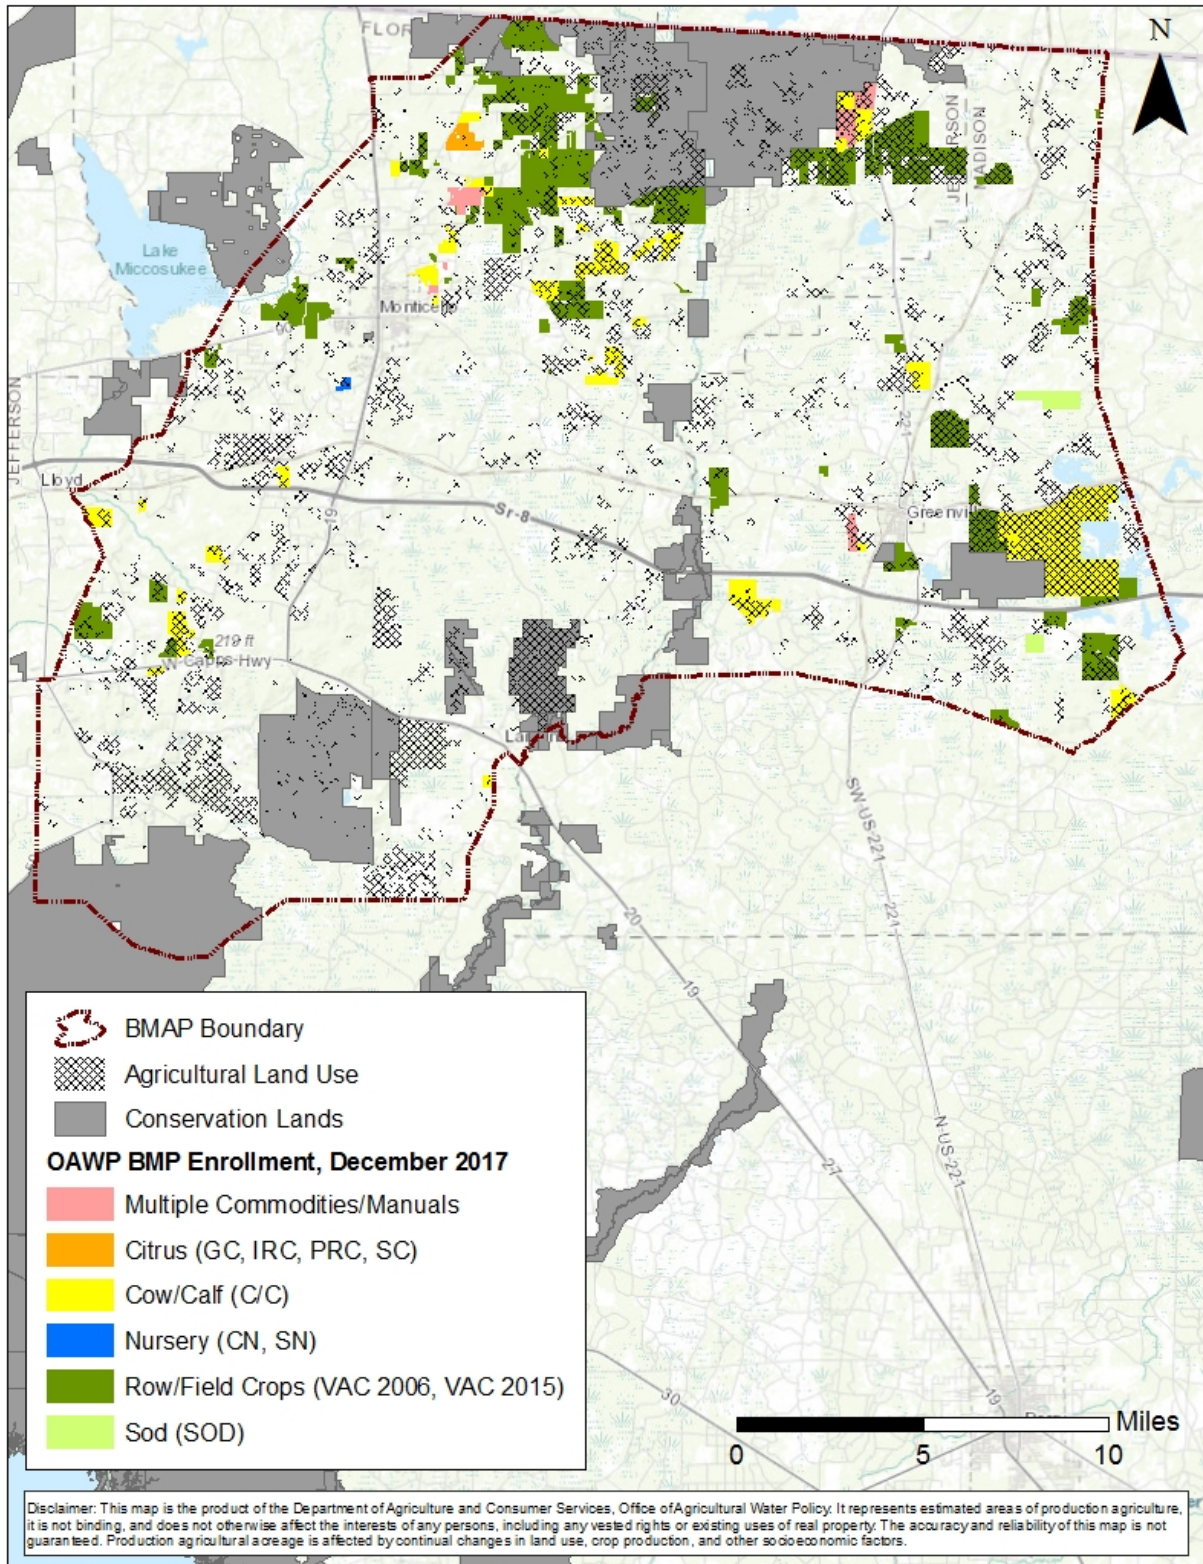 N
FLOR
JEFFERSON
MADISON
Lake
Miccosukee
Monticello
90
JEFFERSON
Lloyd
19
Sr-8
221
Greenvill
219 ft
W-Capps-Hwy
SW-US-221
221
20
19
27
N-US-221
30
19
BMAP Boundary
Agricultural Land Use
Conservation Lands
OAWP BMP Enrollment, December 2017
Multiple Commodities/Manuals
Citrus (GC, IRC, PRC, SC)
Cow/Calf (C/C)
Nursery (CN, SN)
Row/Field Crops (VAC 2006, VAC 2015)
Sod (SOD)
Miles
0 5 10
Disclaimer: This map is the product of the Department of Agriculture and Consumer Services, Office of Agricultural Water Policy. It represents estimated areas of production agriculture,
it is not binding, and does not otherwise affect the interests of any persons, including any vested rights or existing uses of real property. The accuracy and reliability of this map is not
guaranteed. Production agricultural acreage is affected by continual changes in land use, crop production, and other socioeconomic factors.